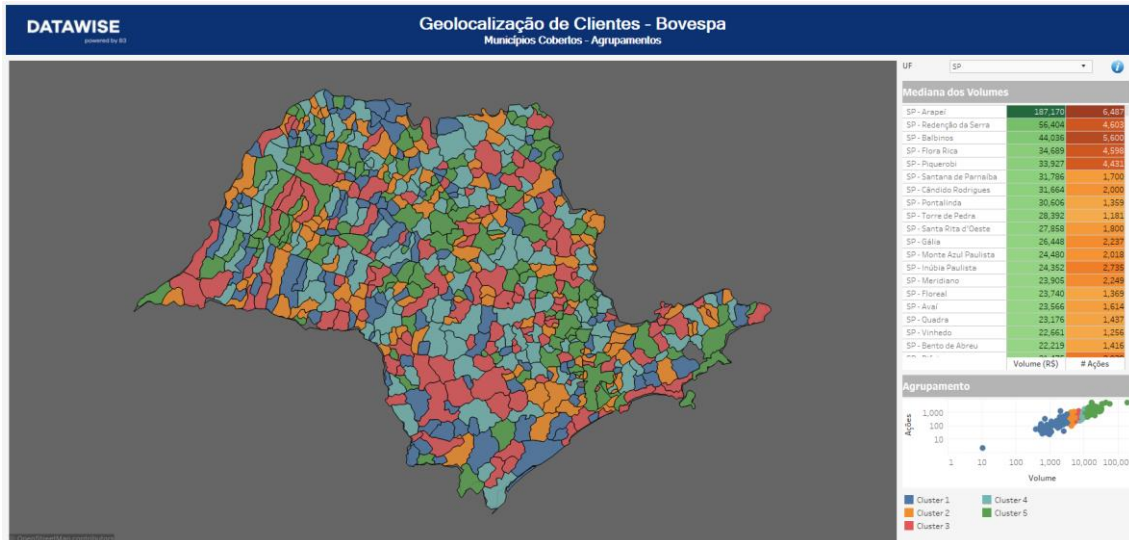 DATAWISE
powered by B3
Geolocalização de Clientes - Bovespa
Municípios Cobertos - Agrupamentos
UF SP
Mediana dos Volumes
SP - Arapeí 187,170 6,487
SP - Redenção da Serra 56,404 4,603
SP - Balbinos 44,036 5,600
SP - Flora Rica 34,689 4,598
SP - Piquerobi 33,927 4,431
SP - Santana de Parnaíba 31,786 1,700
SP - Cândido Rodrigues 31,664 2,000
SP - Pontalinda 30,606 1,359
SP - Torre de Pedra 28,392 1,181
SP - Santa Rita d'Oeste 27,858 1,800
SP - Gália 26,448 2,237
SP - Monte Azul Paulista 24,480 2,018
SP - Inúbia Paulista 24,352 2,735
SP - Meridiano 23,905 2,249
SP - Floreal 23,740 1,369
SP - Avaí 23,566 1,614
SP - Quadra 23,176 1,437
SP - Vinhedo 22,661 1,256
SP - Bento de Abreu 22,219 1,416
Volume (R$) # Ações
Agrupamento
Ações
1,000
100
10
1 10 100 1,000 10,000 100,00
Volume
Cluster 1 Cluster 4
Cluster 2 Cluster 5
Cluster 3